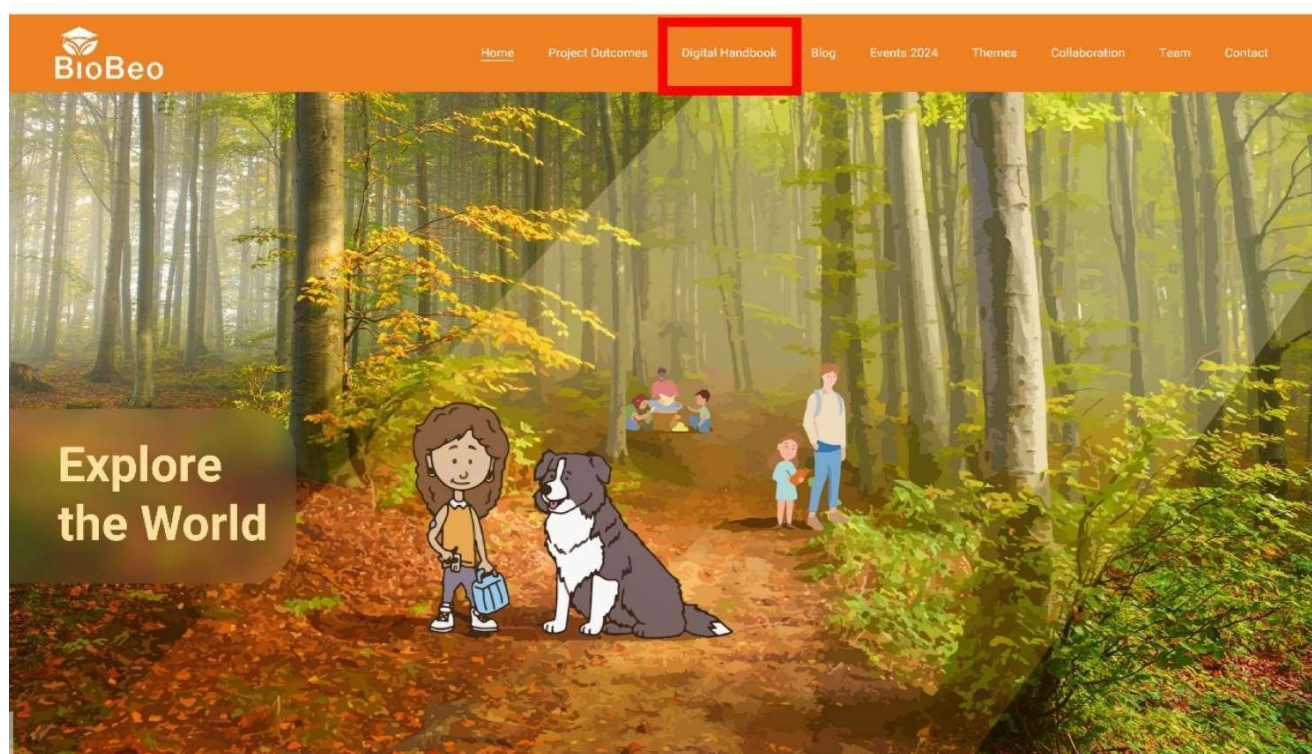 BioBeo
Home Project Outcomes Digital Handbook Blog Events 2024 Themes Collaboration Team Contact
Explore
the World